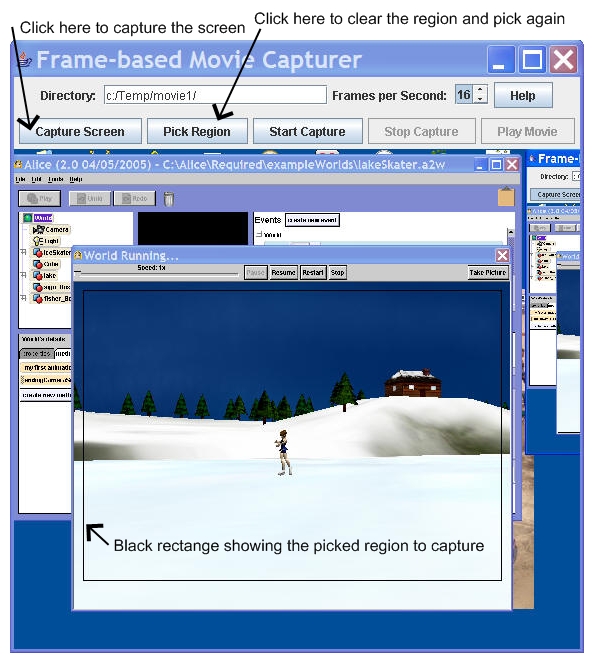 Click here to clear the region and pick again
Click here to capture the screen
Frame-based Movie Capturer
Directory: c:/Temp/movie1/ Frames per Second: 16 Help
Capture Screen Pick Region Start Capture Stop Capture Play Movie
Alice (2.0 04/05/2005) - C:\Alice\Required\exampleWorlds\lakeSkater.a2w
File Edit Tools Help
Play Undo Redo
World
Camera
Light
IceSkater
Cube
lake
Events create new event
World
World Running...
Speed: 1x Pause Resume Restart Stop Take Picture
World's details
properties
my first animation
create new
Frame-
Directory:
Capture Screen
Black rectange showing the picked region to capture